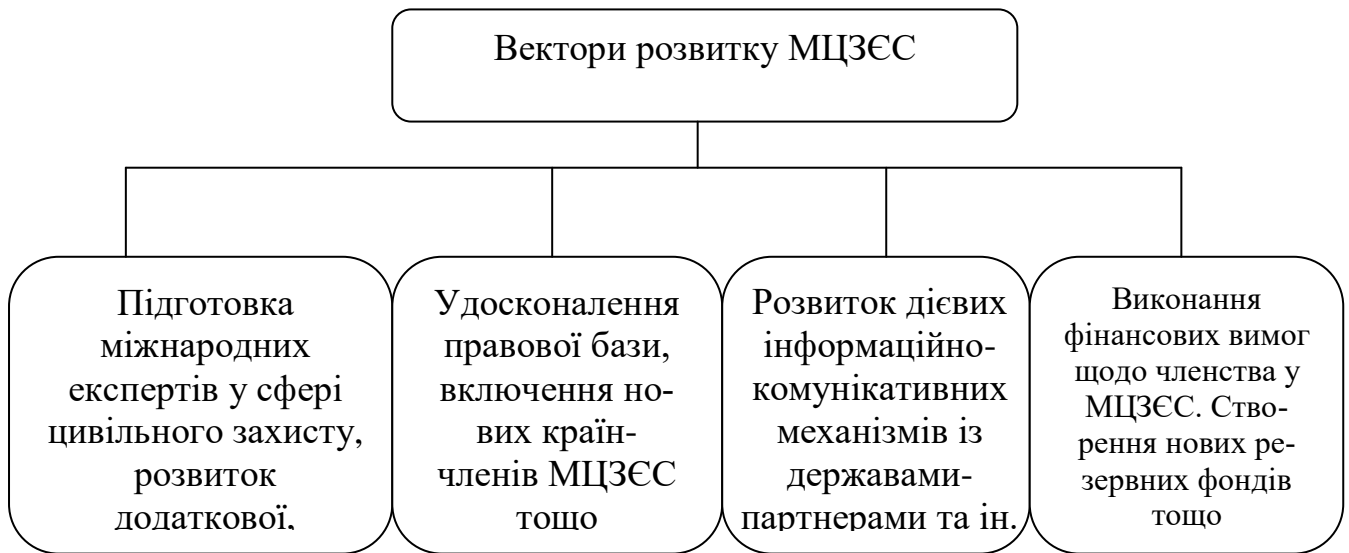 Вектори розвитку МЦЗЄС
Підготовка
міжнародних
експертів у сфері
цивільного захисту,
розвиток
додаткової,
Удосконалення
правової бази,
включення но-
вих країн-
членів МЦЗЄС
тощо
Розвиток дієвих
інформаційно-
комунікативних
механізмів із
державами-
партнерами та ін.
Виконання
фінансових вимог
щодо членства у
МЦЗЄС. Ство-
рення нових ре-
зервних фондів
тощо